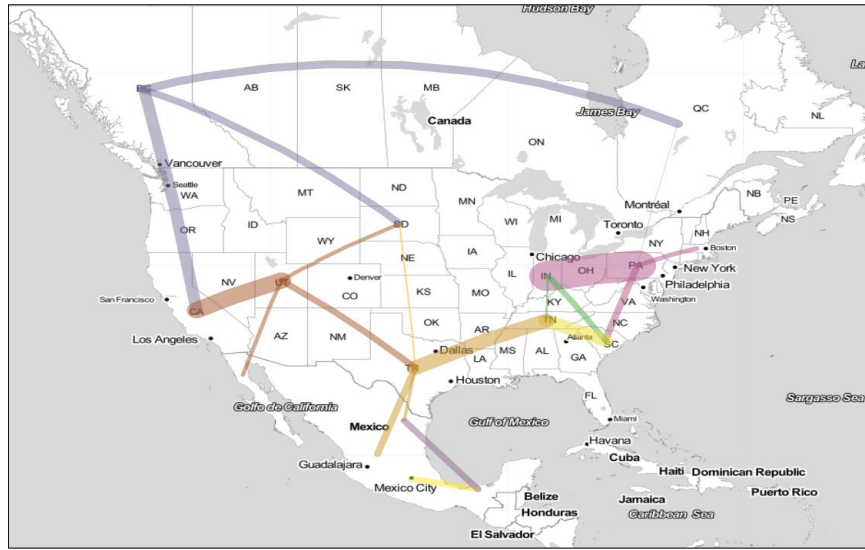 Hudson Bay
La
BC
AB
SK
MB
James Bay
QC
NL
Canada
ON
Vancouver
Seattle
WA
MT
ND
MN
NB
PE
NS
Montréal
OR
ID
SD
WI
MI
Toronto
NH
WY
NY
Boston
Chicago
NE
IA
NV
UT
Denver
IL
IN
OH
PA
New York
Philadelphia
CO
KS
MO
KY
VA
Washington
San Francisco
CA
OK
TN
NC
Los Angeles
AZ
NM
AR
Dallas
MS
AL
Atlanta
SC
GA
LA
TX
Houston
FL
Sargasso Sea
Golfo de California
Mexico
Gulf of Mexico
Miami
Havana
Cuba
Guadalajara
Haiti
Dominican Republic
Mexico City
Belize
Jamaica
Puerto Rico
Honduras
Caribbean Sea
El Salvador